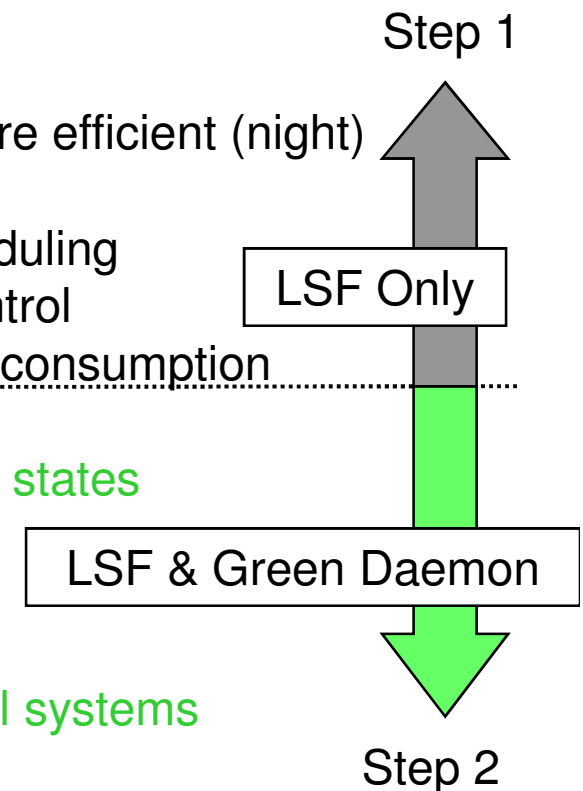 Step 1
re efficient (night)
duling
LSF Only
ntrol
consumption
states
LSF & Green Daemon
l systems
Step 2